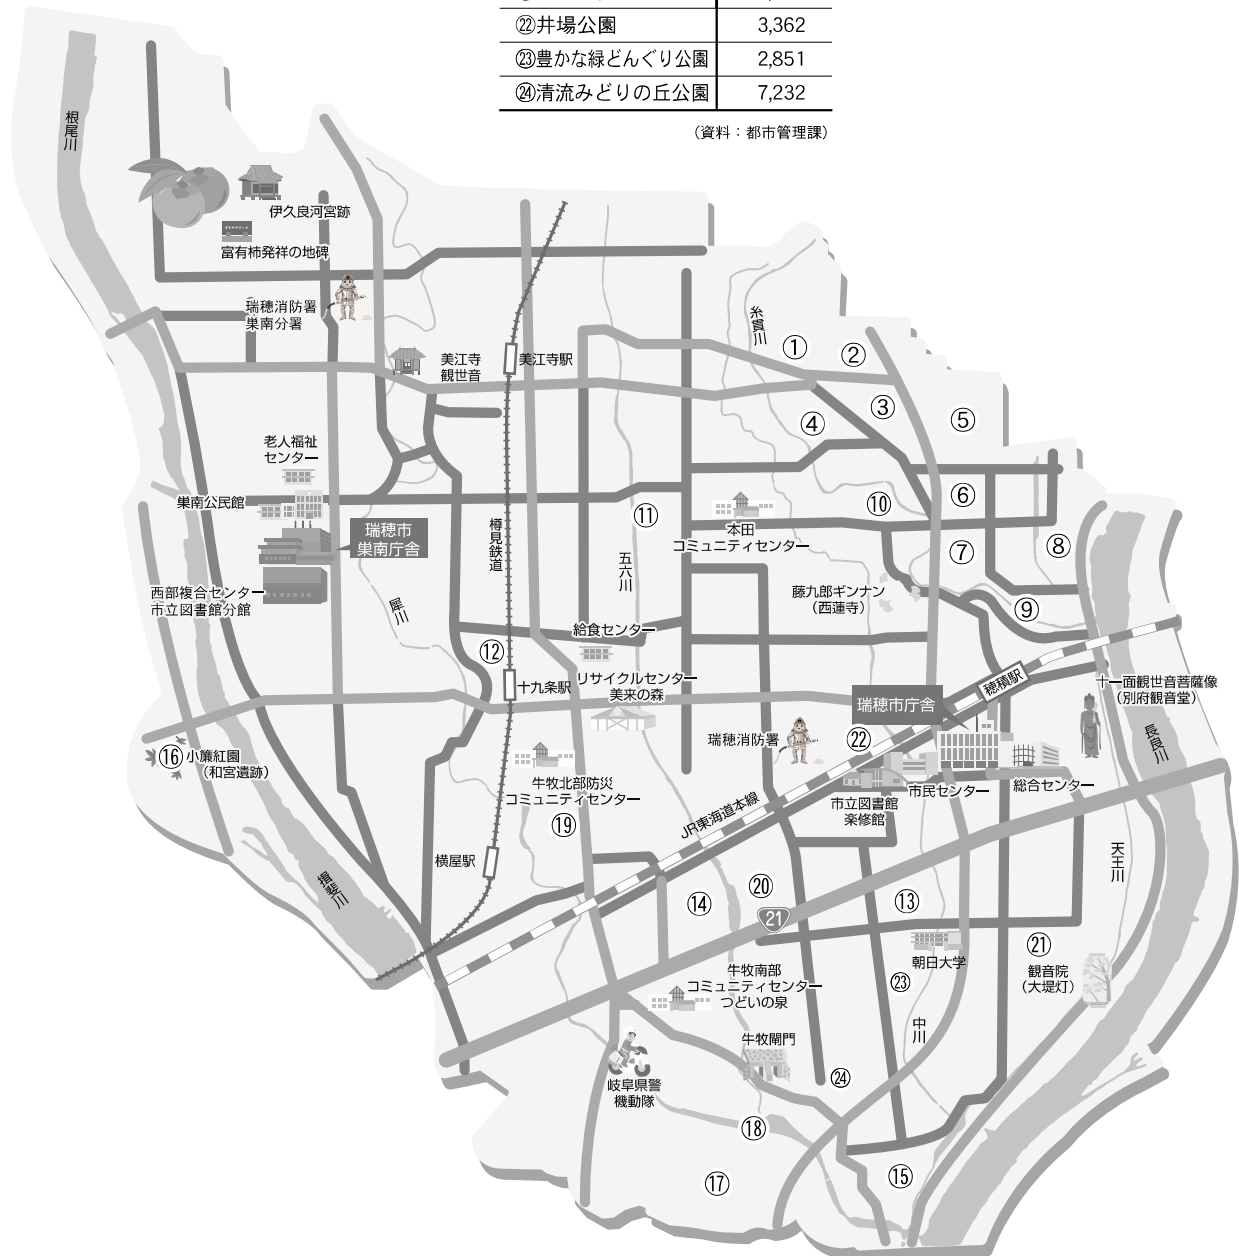 ㉒井場公園 3,362
㉓豊かな緑どんぐり公園 2,851
㉔清流みどりの丘公園 7,232
(資料：都市管理課)
根尾川
伊久良河宮跡
富有柿発祥の地碑
瑞穂消防署
巣南分署
美江寺
観世音
美江寺駅
糸貫川
①
②
③
④
⑤
⑥
⑦
⑧
⑨
⑩
⑪
老人福祉
センター
巣南公民館
瑞穂市
巣南庁舎
西部複合センター
市立図書館分館
樽見鉄道
犀川
五六川
本田
コミュニティセンター
藤九郎ギンナン
(西蓮寺)
給食センター
⑫
十九条駅
リサイクルセンター
美来の森
穂積駅
瑞穂市庁舎
十一面観世音菩薩像
(別府観音堂)
長良川
⑯
小簾紅園
(和宮遺跡)
瑞穂消防署
㉒
牛牧北部防災
コミュニティセンター
⑲
JR東海道本線
市立図書館
楽修館
市民センター
総合センター
横屋駅
揖斐川
天王川
⑭
⑳
21
⑬
朝日大学
㉑
観音院
(大堤灯)
牛牧南部
コミュニティセンター
つどいの泉
㉓
中川
牛牧閘門
岐阜県警
機動隊
㉔
⑱
⑰
⑮